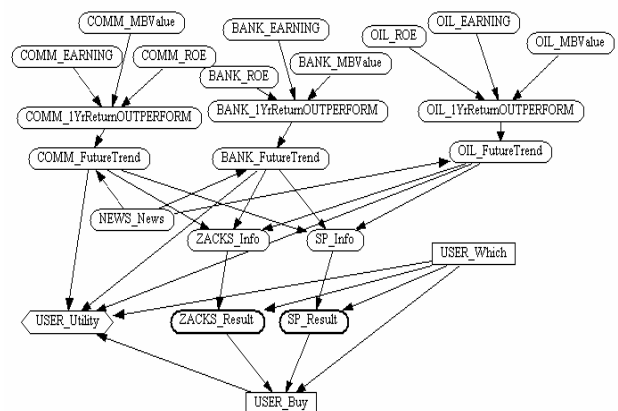 COMM_MBValue
BANK_EARNING
OIL_EARNING
OIL_ROE
OIL_MBValue
COMM_EARNING
COMM_ROE
BANK_MBValue
BANK_ROE
COMM_1YrReturnOUTPERFORM
BANK_1YrReturnOUTPERFORM
OIL_1YrReturnOUTPERFORM
COMM_FutureTrend
BANK_FutureTrend
OIL_FutureTrend
NEWS_News
ZACKS_Info
SP_Info
USER_Which
USER_Utility
ZACKS_Result
SP_Result
USER_Buy